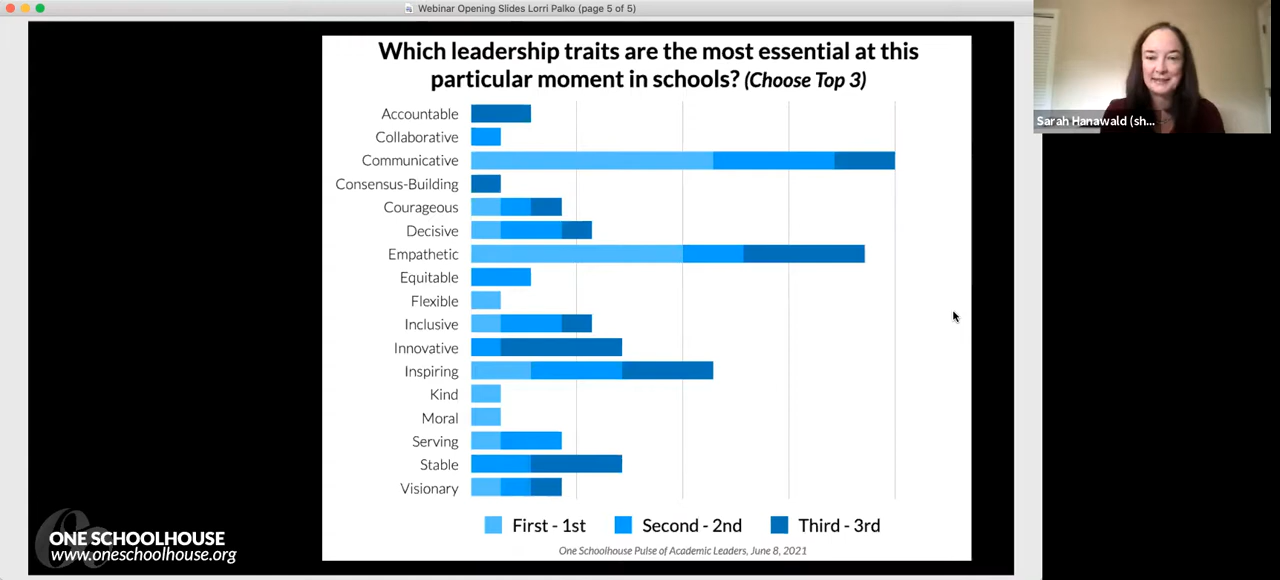 Webinar Opening Slides Lorri Palko (page 5 of 5)
Which leadership traits are the most essential at this
particular moment in schools? (Choose Top 3)
Accountable
Collaborative
Communicative
Consensus-Building
Courageous
Decisive
Empathetic
Equitable
Flexible
Inclusive
Innovative
Inspiring
Kind
Moral
Serving
Stable
Visionary
First - 1st Second - 2nd Third - 3rd
One Schoolhouse Pulse of Academic Leaders, June 8, 2021
ONE SCHOOLHOUSE
www.oneschoolhouse.org
Sarah Hanawald (sh...